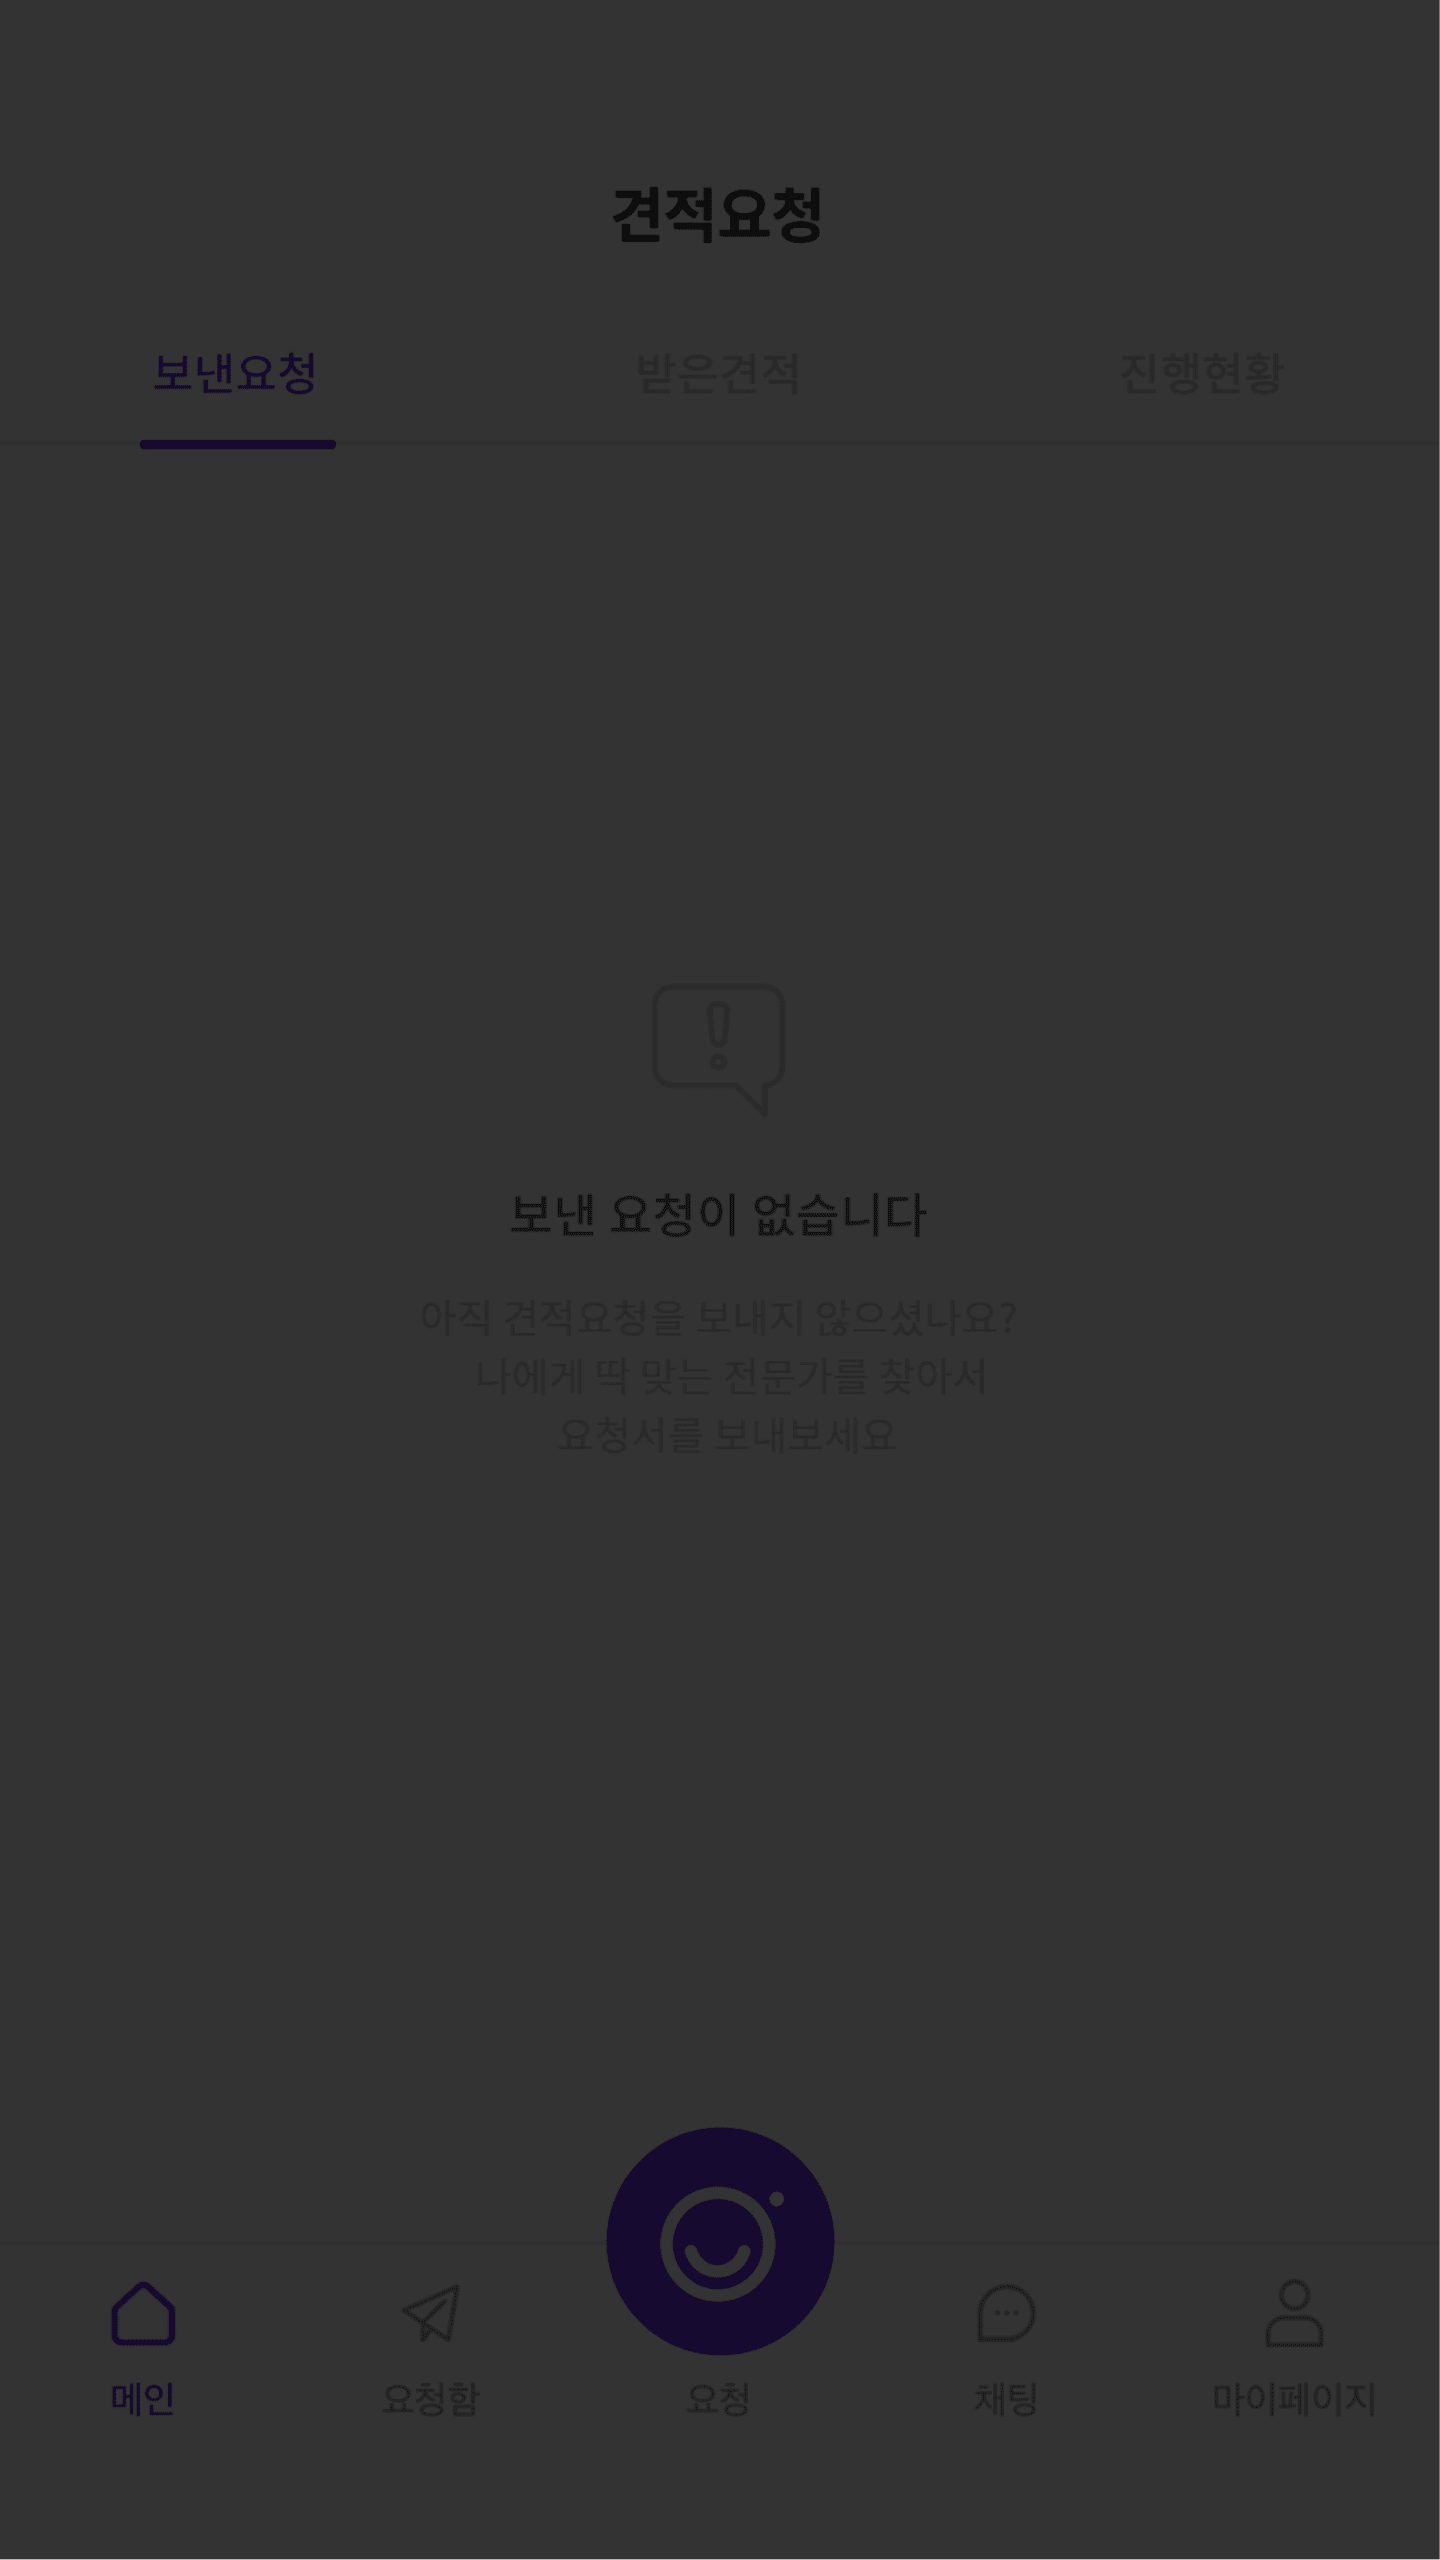 견적요청
보낸요청 받은견적 진행현황
보낸 요청이 없습니다
아직 견적요청을 보내지 않으셨나요?
나에게 딱 맞는 전문가를 찾아서
요청서를 보내보세요
메인 요청함 요청 채팅 마이페이지